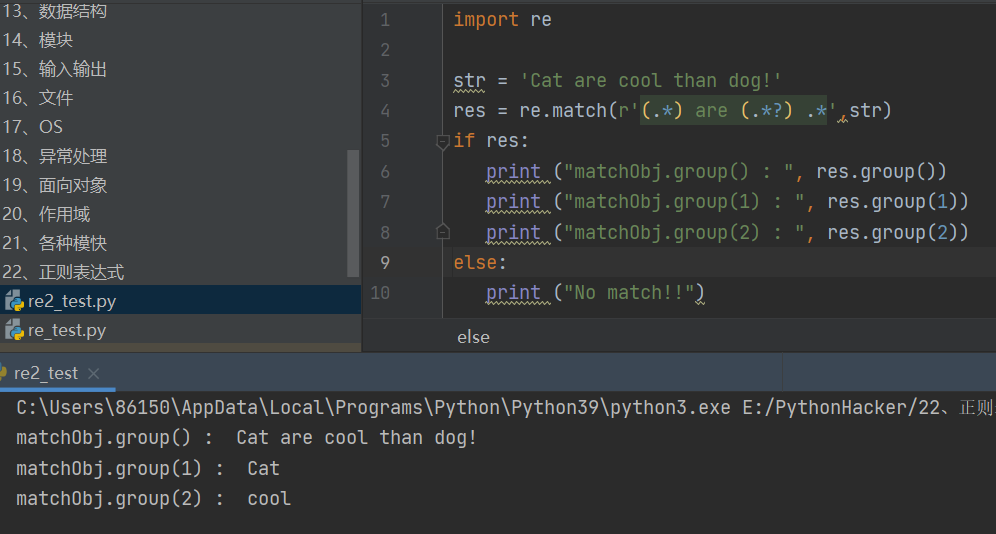 13、数据结构
14、模块
15、输入输出
16、文件
17、OS
18、异常处理
19、面向对象
20、作用域
21、各种模快
22、正则表达式
re2_test.py
re_test.py
1 import re
2
3 str = 'Cat are cool than dog!'
4 res = re.match(r'(.*) are (.*?) .*',str)
5 if res:
6 print ("matchObj.group() : ", res.group())
7 print ("matchObj.group(1) : ", res.group(1))
8 print ("matchObj.group(2) : ", res.group(2))
9 else:
10 print ("No match!!")
else
re2_test
C:\Users\86150\AppData\Local\Programs\Python\Python39\python3.exe E:/PythonHacker/22、正则
matchObj.group() :  Cat are cool than dog!
matchObj.group(1) :  Cat
matchObj.group(2) :  cool